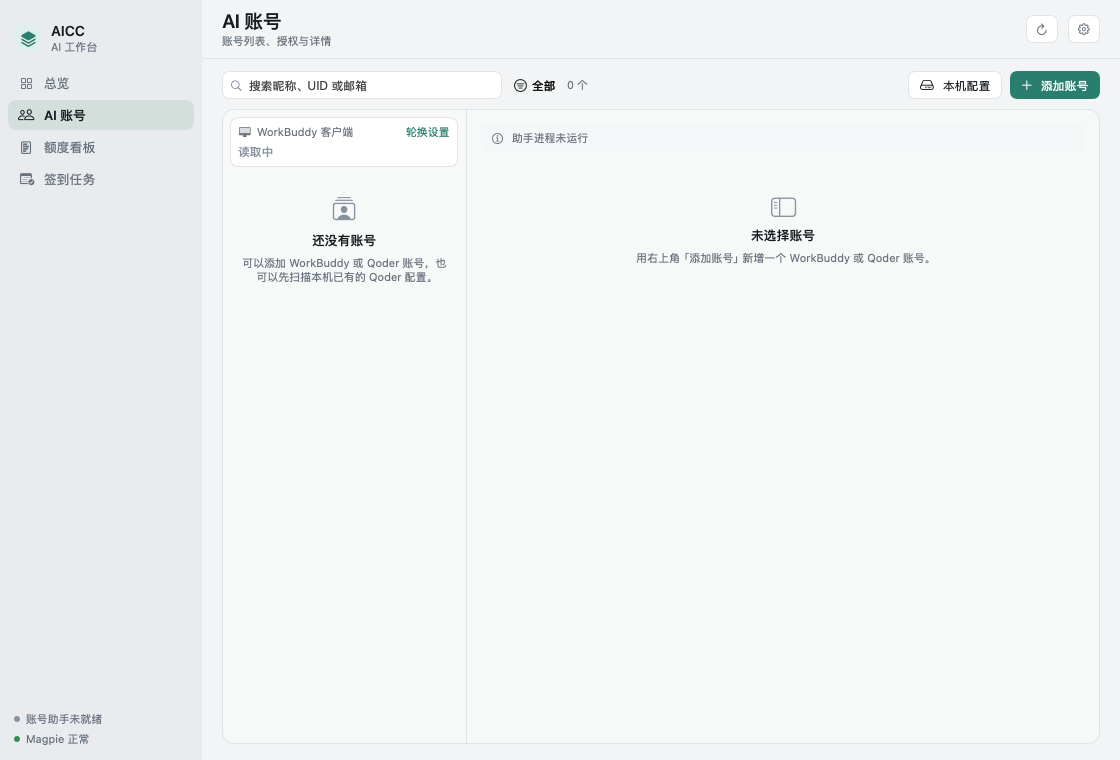 AICC
AI 工作台
总览
AI 账号
额度看板
签到任务
账号助手未就绪
Magpie 正常
AI 账号
账号列表、授权与详情
搜索昵称、UID 或邮箱
全部
0 个
本机配置
添加账号
WorkBuddy 客户端
轮换设置
读取中
还没有账号
可以添加 WorkBuddy 或 Qoder 账号，也
可以先扫描本机已有的 Qoder 配置。
助手进程未运行
未选择账号
用右上角「添加账号」新增一个 WorkBuddy 或 Qoder 账号。